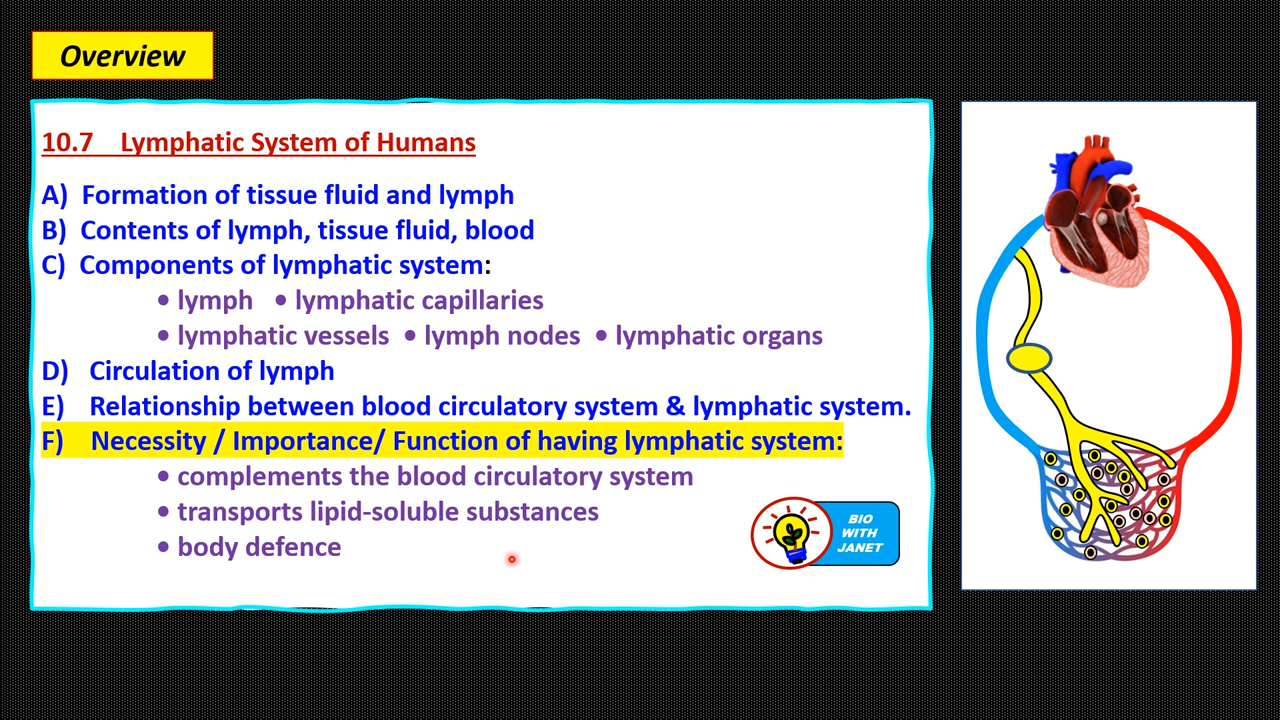 Overview
10.7 Lymphatic System of Humans
A) Formation of tissue fluid and lymph
B) Contents of lymph, tissue fluid, blood
C) Components of lymphatic system:
• lymph • lymphatic capillaries
• lymphatic vessels • lymph nodes • lymphatic organs
D) Circulation of lymph
E) Relationship between blood circulatory system & lymphatic system.
F) Necessity / Importance/ Function of having lymphatic system:
• complements the blood circulatory system
• transports lipid-soluble substances
• body defence
BIO
WITH
JANET